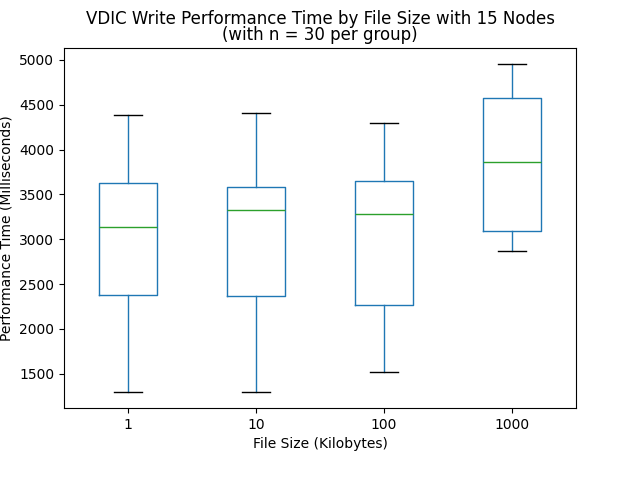 VDIC Write Performance Time by File Size with 15 Nodes
(with n = 30 per group)
Performance Time (Milliseconds)
5000
4500
4000
3500
3000
2500
2000
1500
1 10 100 1000
File Size (Kilobytes)